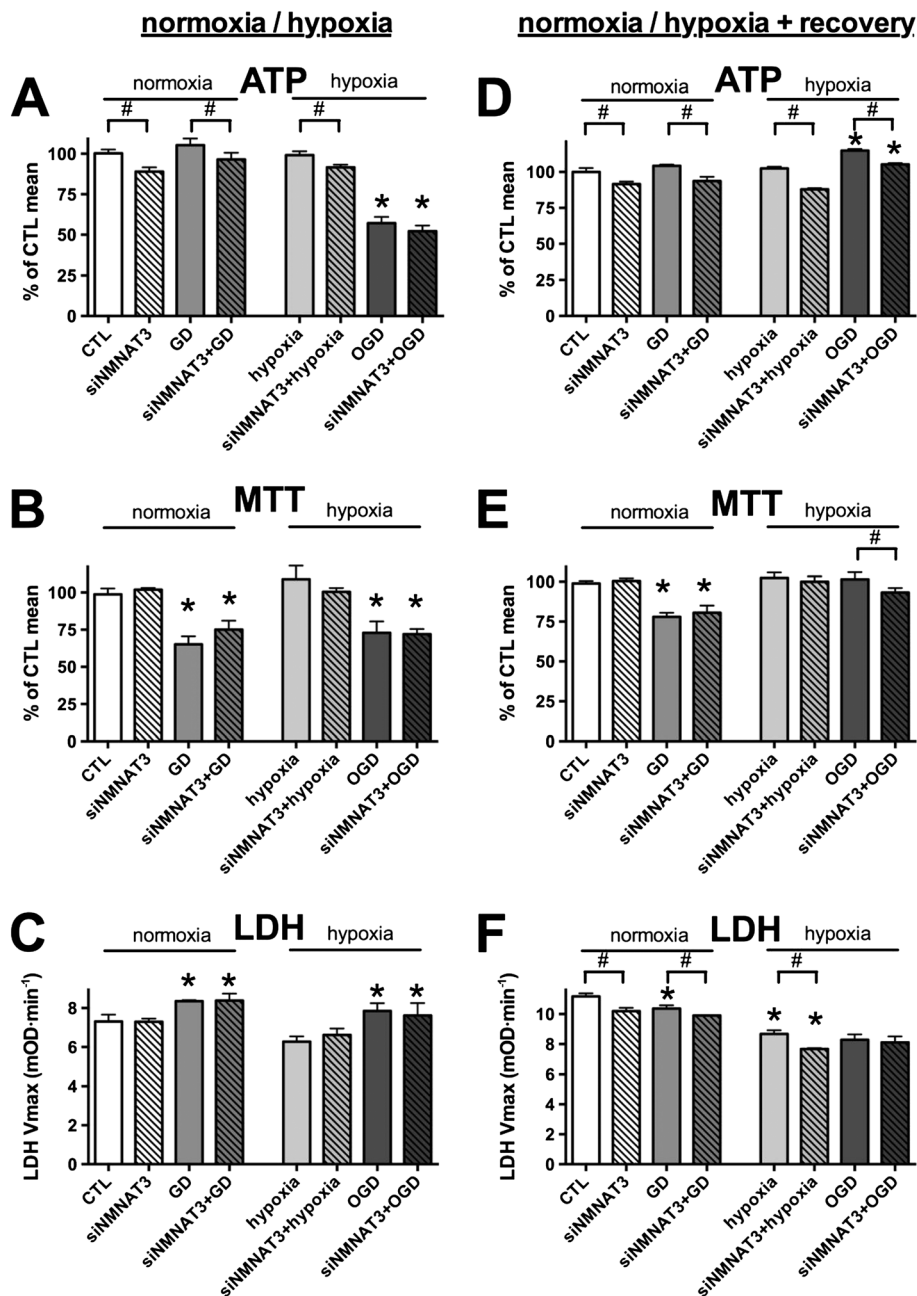 normoxia / hypoxia
normoxia / hypoxia + recovery
A
ATP
normoxia
hypoxia
# # #
% of CTL mean
100
75
50
25
0
* *
CTL
siNMNAT3
GD
siNMNAT3+GD
hypoxia
siNMNAT3+hypoxia
OGD
siNMNAT3+OGD
D
ATP
normoxia
hypoxia
# # # #
% of CTL mean
100
75
50
25
0
* *
CTL
siNMNAT3
GD
siNMNAT3+GD
hypoxia
siNMNAT3+hypoxia
OGD
siNMNAT3+OGD
B
MTT
normoxia
hypoxia
% of CTL mean
100
75
50
25
0
* * * *
CTL
siNMNAT3
GD
siNMNAT3+GD
hypoxia
siNMNAT3+hypoxia
OGD
siNMNAT3+OGD
E
MTT
normoxia
hypoxia
#
% of CTL mean
100
75
50
25
0
* *
CTL
siNMNAT3
GD
siNMNAT3+GD
hypoxia
siNMNAT3+hypoxia
OGD
siNMNAT3+OGD
C
LDH
normoxia
hypoxia
LDH Vmax (mOD·min-1)
8
6
4
2
0
* * * *
CTL
siNMNAT3
GD
siNMNAT3+GD
hypoxia
siNMNAT3+hypoxia
OGD
siNMNAT3+OGD
F
LDH
normoxia
hypoxia
# # #
LDH Vmax (mOD·min-1)
10
8
6
4
2
0
* * *
CTL
siNMNAT3
GD
siNMNAT3+GD
hypoxia
siNMNAT3+hypoxia
OGD
siNMNAT3+OGD